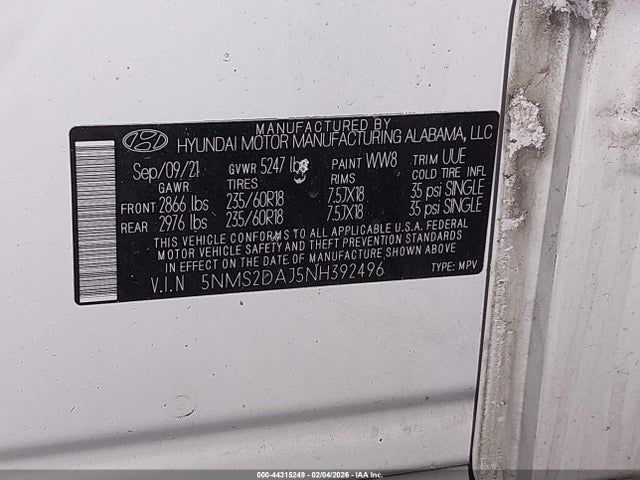 MANUFACTURED BY
HYUNDAI MOTOR MANUFACTURING ALABAMA, LLC
Sep/09/21 GVWR 5247 lbs PAINT WW8 TRIM UUE
GAWR TIRES RIMS COLD TIRE INFL
FRONT 2866 lbs 235/60R18 7.5JX18 35 psi SINGLE
REAR 2976 lbs 235/60R18 7.5JX18 35 psi SINGLE
THIS VEHICLE CONFORMS TO ALL APPLICABLE U.S.A. FEDERAL
MOTOR VEHICLE SAFETY AND THEFT PREVENTION STANDARDS
IN EFFECT ON THE DATE OF MANUFACTURE SHOWN ABOVE
V.I.N 5NMS2DAJ5NH392496 TYPE: MPV
000-44315249 - 02/04/2026 - IAA Inc.